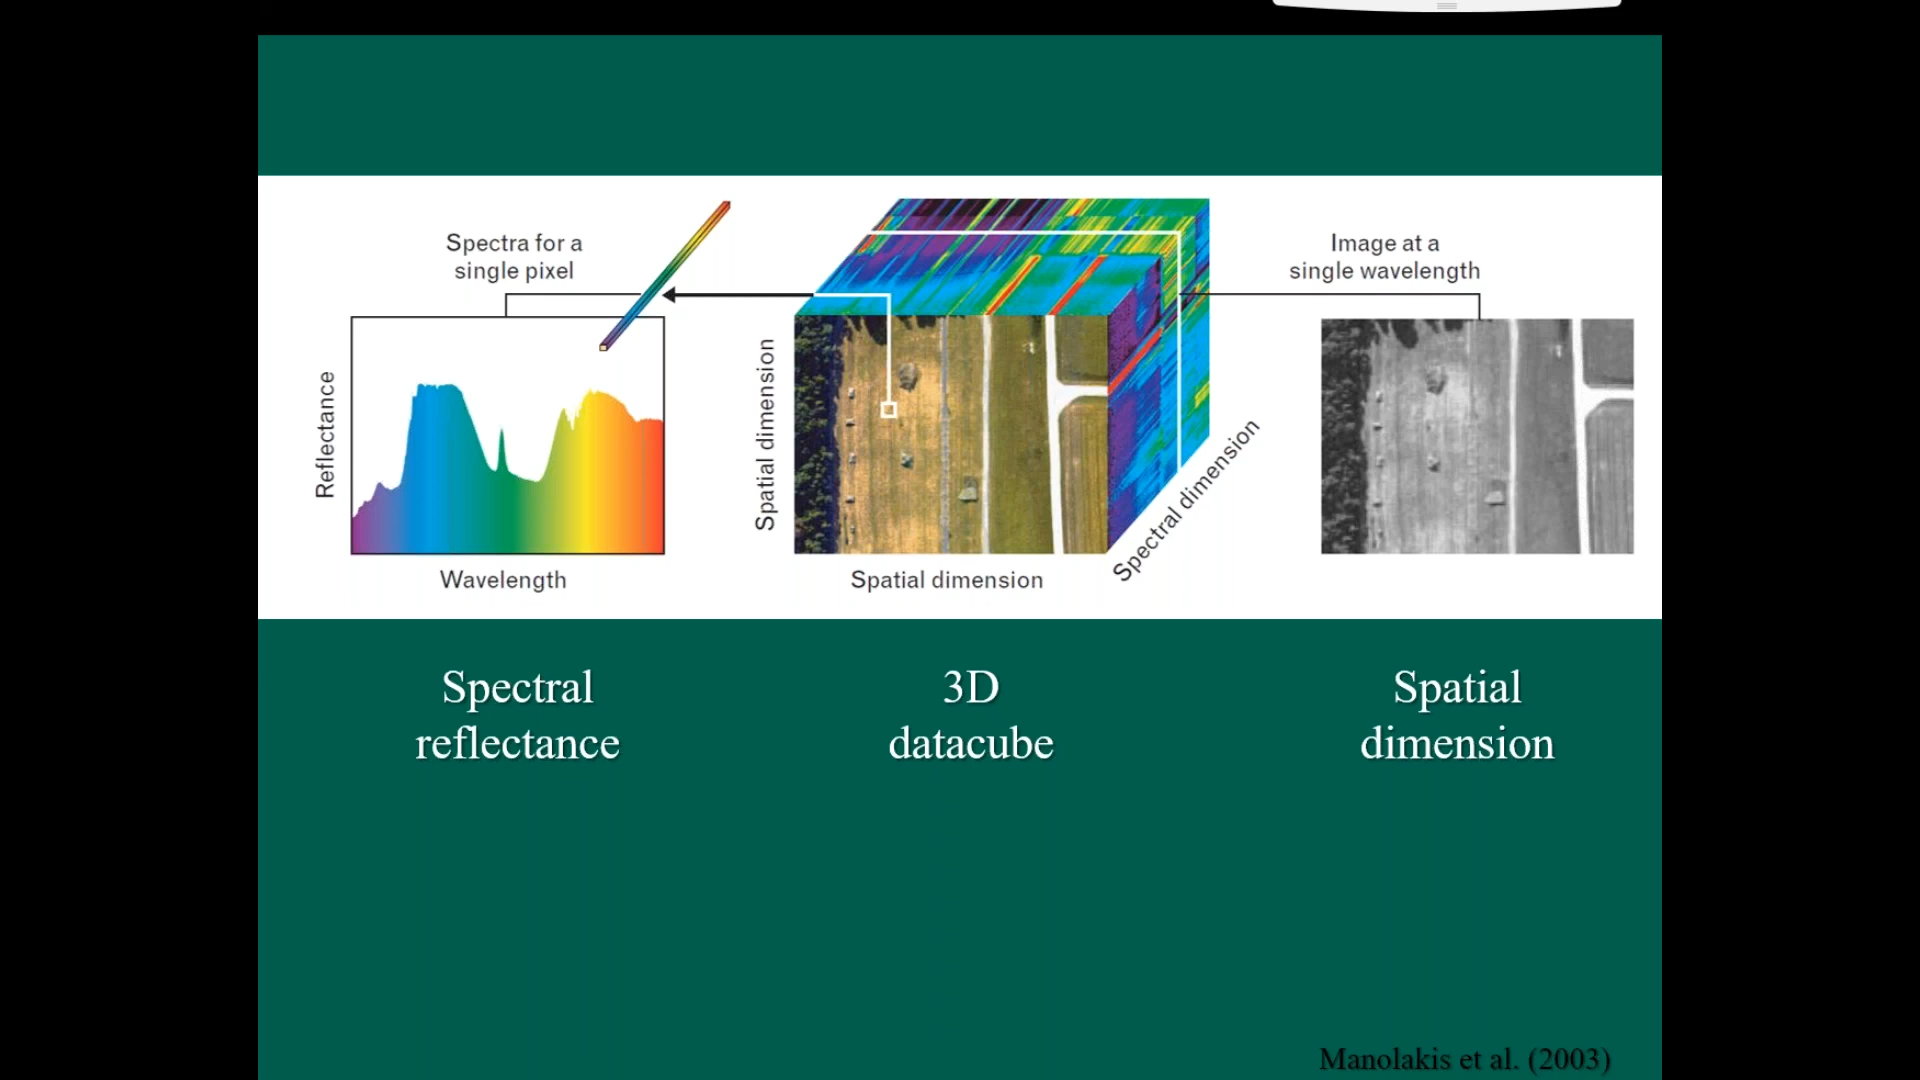 Spectra for a
single pixel
Reflectance
Wavelength
Spatial dimension
Spatial dimension
Spectral dimension
Image at a
single wavelength
Spectral
reflectance
3D
datacube
Spatial
dimension
Manolakis et al. (2003)